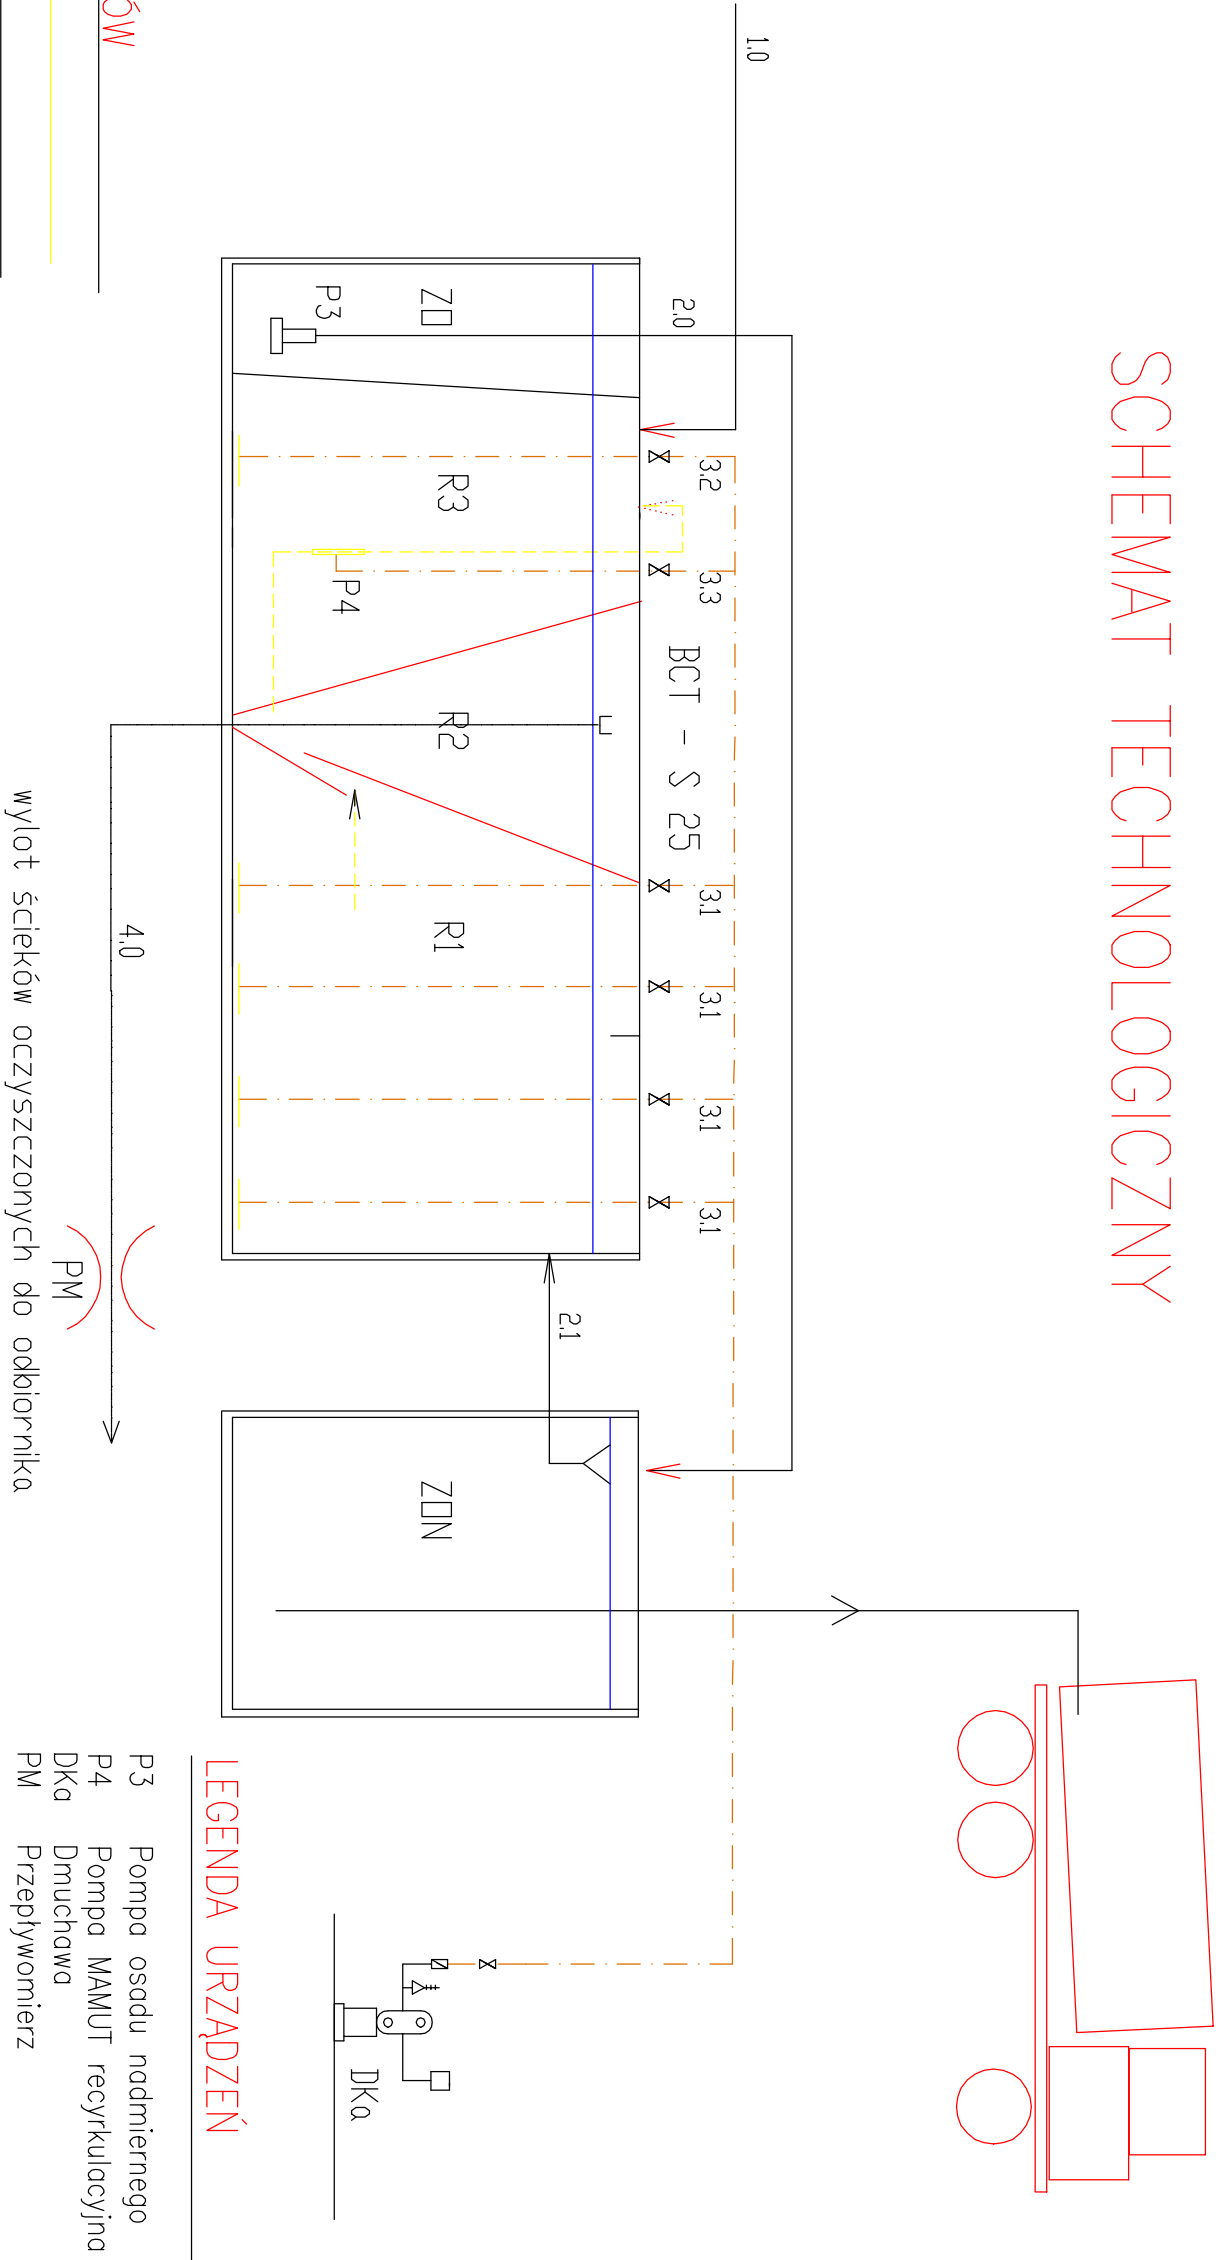 SCHEMAT TECHNOLOGICZNY
1.0
2.0
3.2
3.3
BCT - S 25
3.1
3.1
3.1
3.1
2.1
ZO
P3
R3
P4
R2
R1
ZON
DKa
4.0
PM
wylot ścieków oczyszczonych do odbiornika
ÓW
LEGENDA URZĄDZEŃ
P3 Pompa osadu nadmiernego
P4 Pompa MAMUT recyrkulacyjna
DKa Dmuchawa
PM Przepływomierz